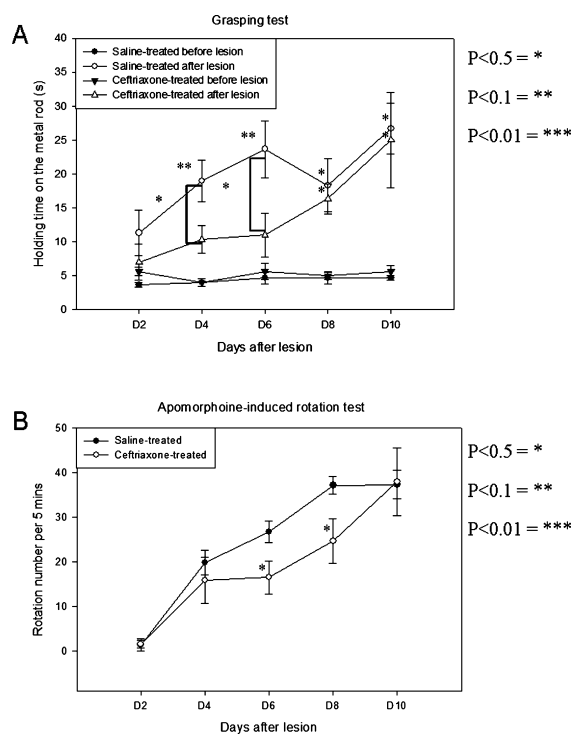 A
Grasping test
Saline-treated before lesion
Saline-treated after lesion
Ceftriaxone-treated before lesion
Ceftriaxone-treated after lesion
P<0.5 = *
P<0.1 = **
P<0.01 = ***
Holding time on the metal rod (s)
40
35
30
25
20
15
10
5
0
*
**
*
**
*
*
*
*
D2
D4
D6
D8
D10
Days after lesion
B
Apomorphoine-induced rotation test
Saline-treated
Ceftriaxone-treated
P<0.5 = *
P<0.1 = **
P<0.01 = ***
Rotation number per 5 mins
50
40
30
20
10
0
*
*
D2
D4
D6
D8
D10
Days after lesion